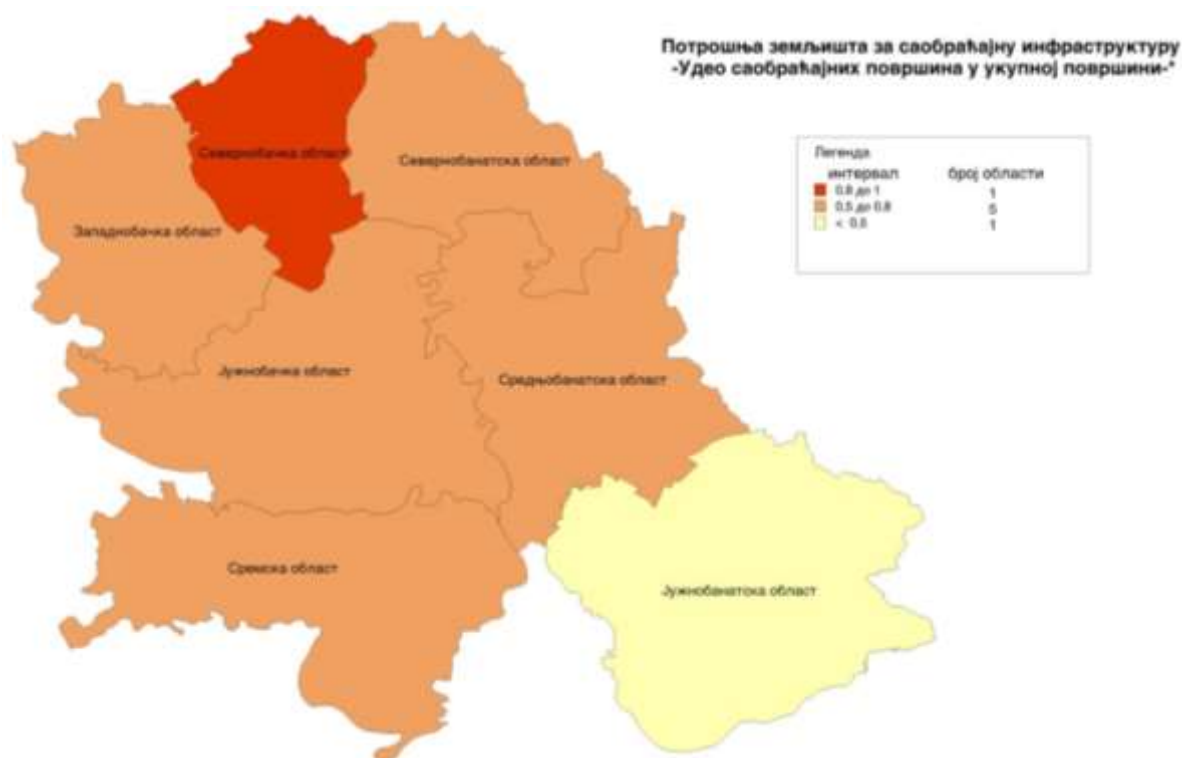 Потрошња земљишта за саобраћајну инфраструктуру
-Удео саобраћајних површина у укупној површини-*
Легенда
интервал број области
0.8 до 1 1
0.5 до 0.8 5
< 0.5 1
Севернобачка област
Севернобанатска област
Западнобачка област
Јужнобачка област
Средњобанатска област
Сремска област
Јужнобанатска област